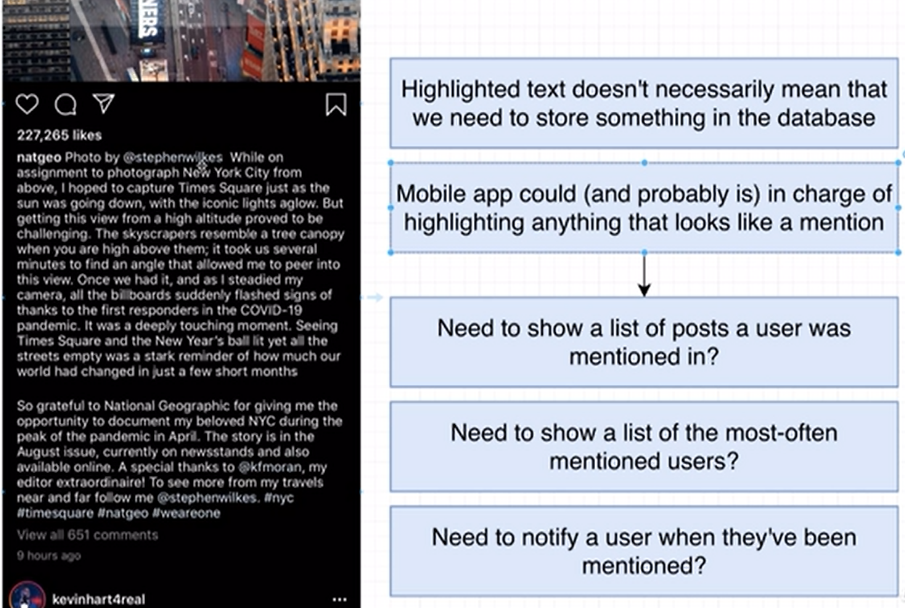 NERS
227,265 likes
natgeo Photo by @stephenwilkes While on
assignment to photograph New York City from
above, I hoped to capture Times Square just as the
sun was going down, with the iconic lights aglow. But
getting this view from a high altitude proved to be
challenging. The skyscrapers resemble a tree canopy
when you are high above them; it took us several
minutes to find an angle that allowed me to peer into
this view. Once we had it, and as I steadied my
camera, all the billboards suddenly flashed signs of
thanks to the first responders in the COVID-19
pandemic. It was a deeply touching moment. Seeing
Times Square and the New Year's ball lit yet all the
streets empty was a stark reminder of how much our
world had changed in just a few short months
So grateful to National Geographic for giving me the
opportunity to document my beloved NYC during the
peak of the pandemic in April. The story is in the
August issue, currently on newsstands and also
available online. A special thanks to @kfmoran, my
editor extraordinaire! To see more from my travels
near and far follow me @stephenwilkes. #nyc
#timesquare #natgeo #weareone
View all 651 comments
9 hours ago
kevinhart4real
Highlighted text doesn't necessarily mean that
we need to store something in the database
Mobile app could (and probably is) in charge of
highlighting anything that looks like a mention
Need to show a list of posts a user was
mentioned in?
Need to show a list of the most-often
mentioned users?
Need to notify a user when they've been
mentioned?